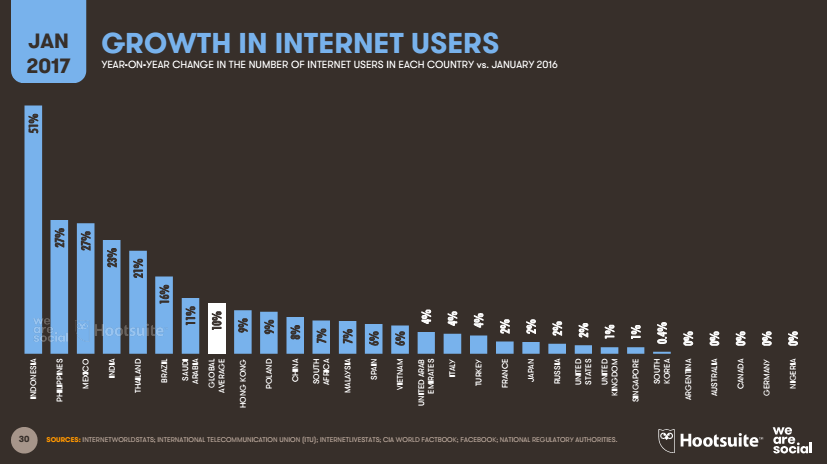 JAN
2017
GROWTH IN INTERNET USERS
YEAR-ON-YEAR CHANGE IN THE NUMBER OF INTERNET USERS IN EACH COUNTRY vs. JANUARY 2016
51%
27%
27%
23%
21%
16%
11%
10%
9%
9%
8%
7%
7%
6%
6%
4%
4%
4%
2%
2%
2%
2%
1%
1%
0.4%
0%
0%
0%
0%
0%
we
are
social
Hootsuite
INDONESIA
PHILIPPINES
MEXICO
INDIA
THAILAND
BRAZIL
SAUDI
ARABIA
GLOBAL
AVERAGE
HONG KONG
POLAND
CHINA
SOUTH
AFRICA
MALAYSIA
SPAIN
VIETNAM
UNITED ARAB
EMIRATES
ITALY
TURKEY
FRANCE
JAPAN
RUSSIA
UNITED
STATES
UNITED
KINGDOM
SINGAPORE
SOUTH
KOREA
ARGENTINA
AUSTRALIA
CANADA
GERMANY
NIGERIA
30
SOURCES: INTERNETWORLDSTATS; INTERNATIONAL TELECOMMUNICATION UNION (ITU); INTERNETLIVESTATS; CIA WORLD FACTBOOK; FACEBOOK; NATIONAL REGULATORY AUTHORITIES.
Hootsuite™
we
are
social